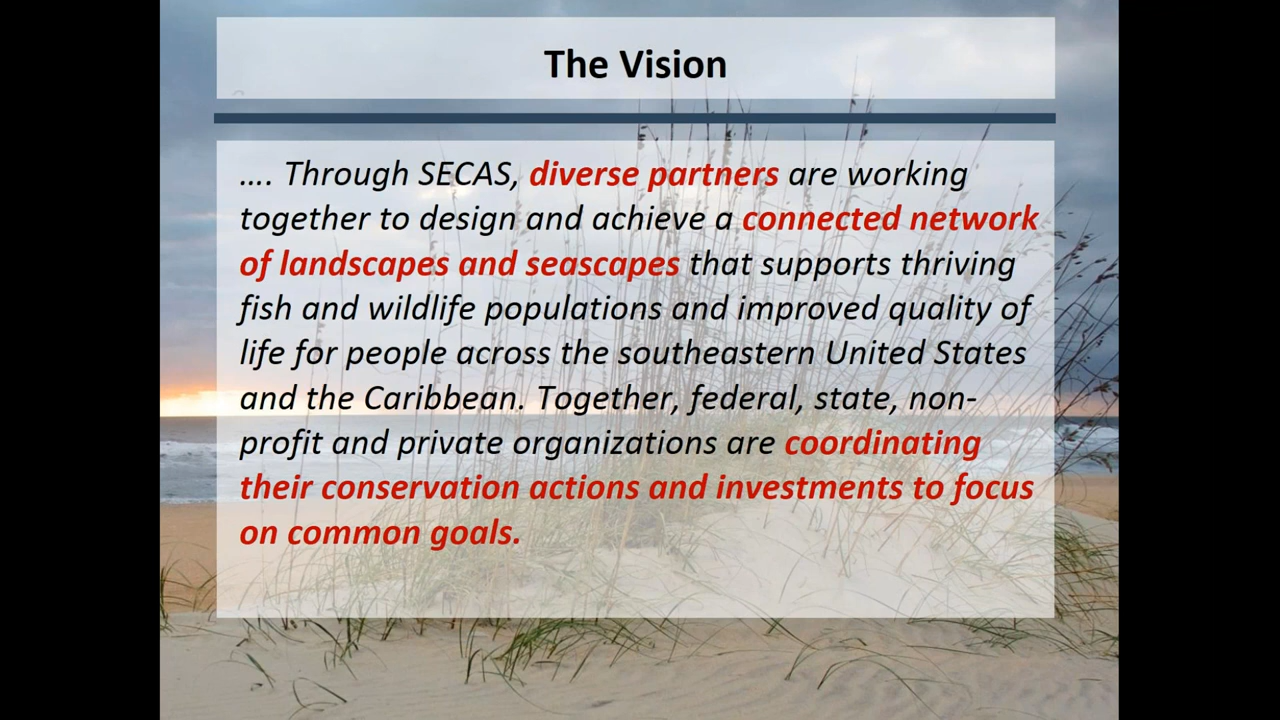 The Vision
.... Through SECAS, diverse partners are working
together to design and achieve a connected network
of landscapes and seascapes that supports thriving
fish and wildlife populations and improved quality of
life for people across the southeastern United States
and the Caribbean. Together, federal, state, non-
profit and private organizations are coordinating
their conservation actions and investments to focus
on common goals.